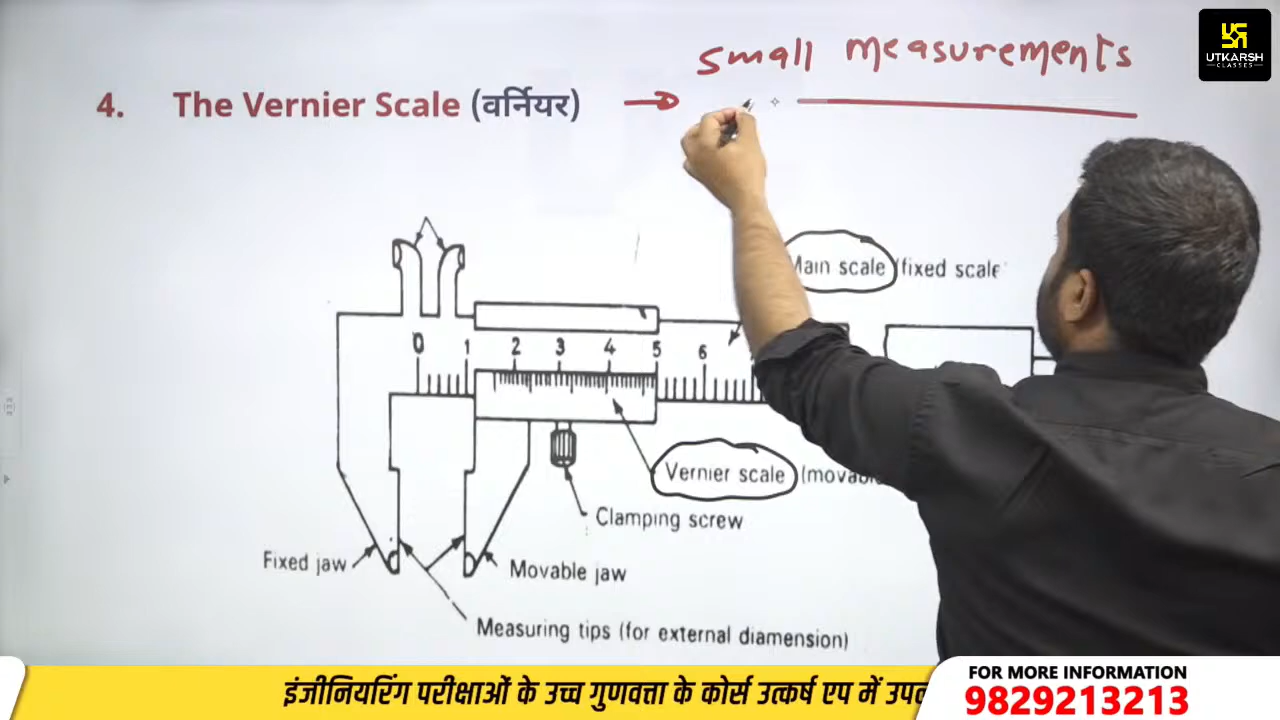 small measurements
UTKARSH
CLASSES
4. The Vernier Scale (वर्नियर)
Main scale (fixed scale
0 1 2 3 4 5 6
Vernier scale (movable
Clamping screw
Fixed jaw
Movable jaw
Measuring tips (for external diamension)
इंजीनियरिंग परीक्षाओं के उच्च गुणवत्ता के कोर्स उत्कर्ष एप में
FOR MORE INFORMATION
9829213213